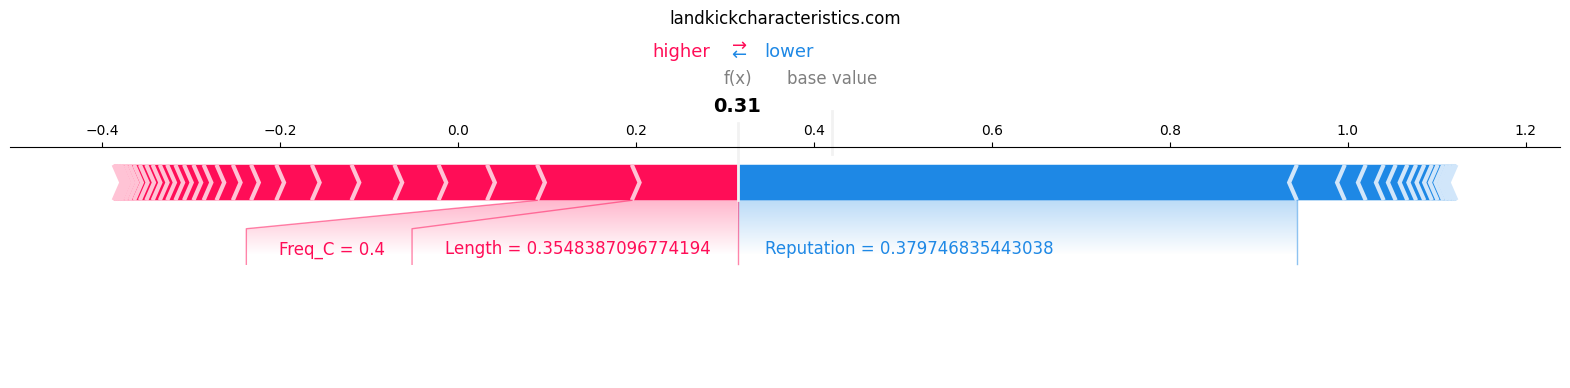 landkickcharacteristics.com
higher ⇄ lower
f(x) base value
0.31
−0.4 −0.2 0.0 0.2 0.4 0.6 0.8 1.0 1.2
Freq_C = 0.4 Length = 0.3548387096774194 Reputation = 0.379746835443038